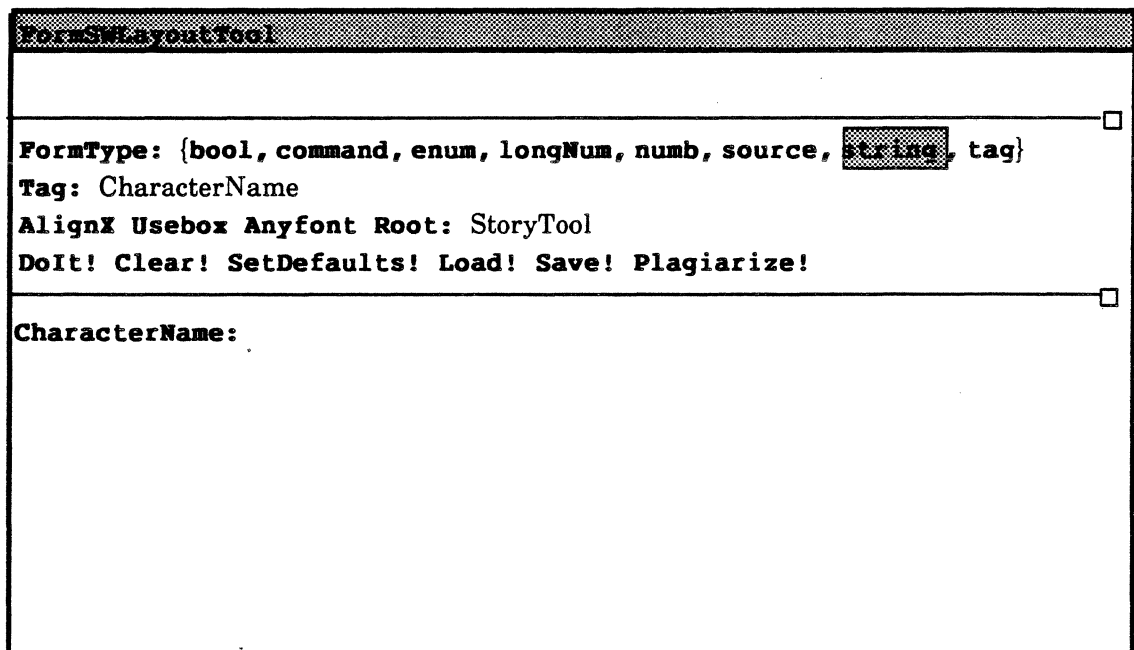 FormSWLayoutTool
FormType: {bool, command, enum, longNum, numb, source, string, tag}
Tag: CharacterName
AlignX Usebox Anyfont Root: StoryTool
DoIt! Clear! SetDefaults! Load! Save! Plagiarize!
CharacterName: